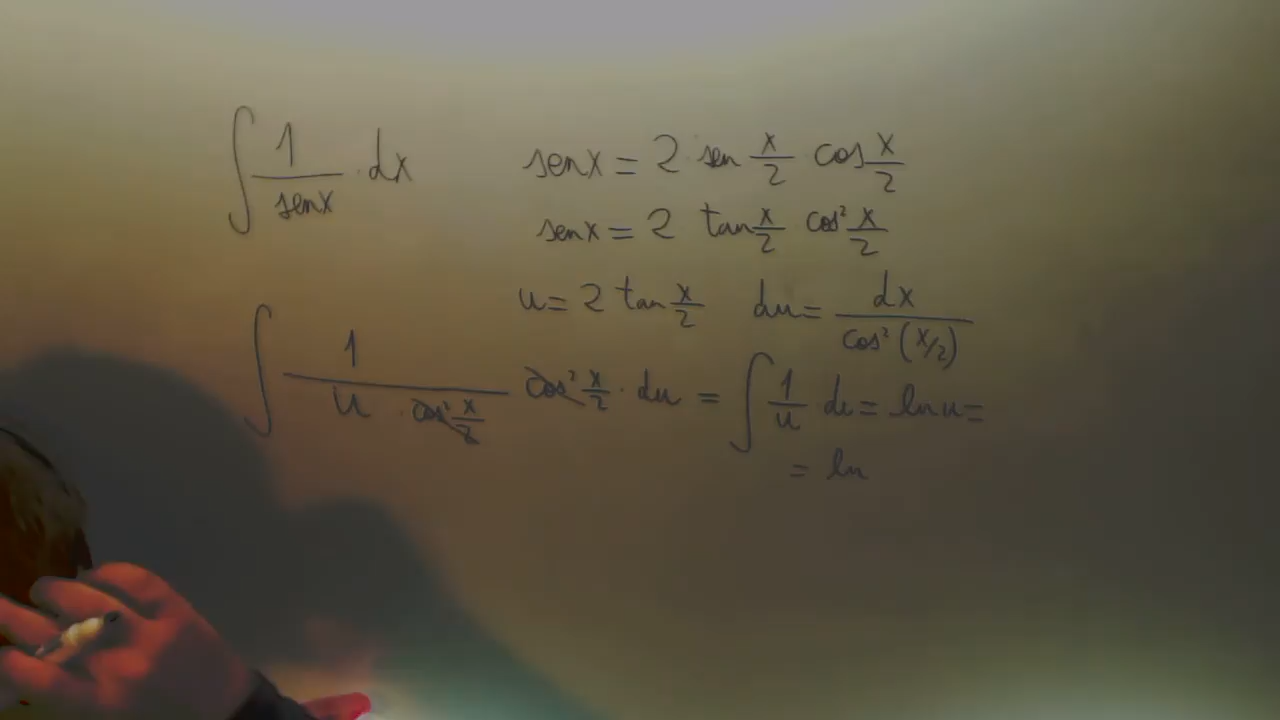 ∫ 1/senx · dx senx = 2 sen x/2 cos x/2
senx = 2 tan x/2 cos² x/2
u = 2 tan x/2 du = dx/cos² (x/2)
∫ 1/(u · cos² x/2) cos² x/2 · du = ∫ 1/u du = ln u =
= ln